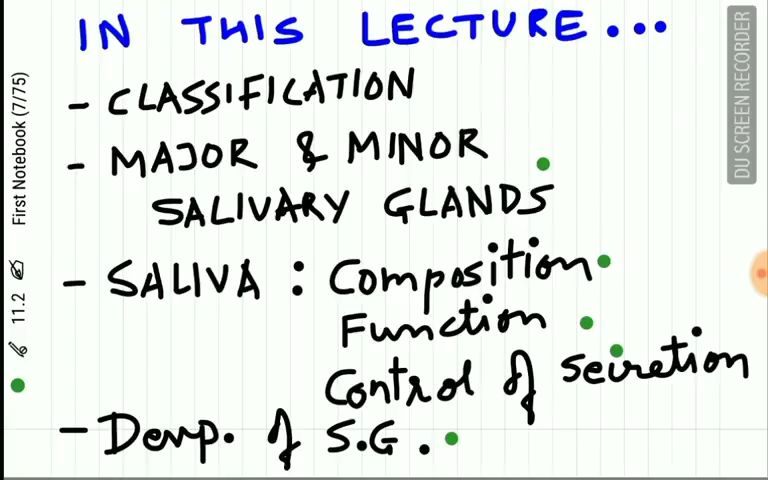 IN THIS LECTURE...
- CLASSIFICATION
- MAJOR & MINOR
SALIVARY GLANDS
- SALIVA : Composition
Function
Control of secretion
- Devp. of S.G.
First Notebook (7/75)
11.2
DU SCREEN RECORDER